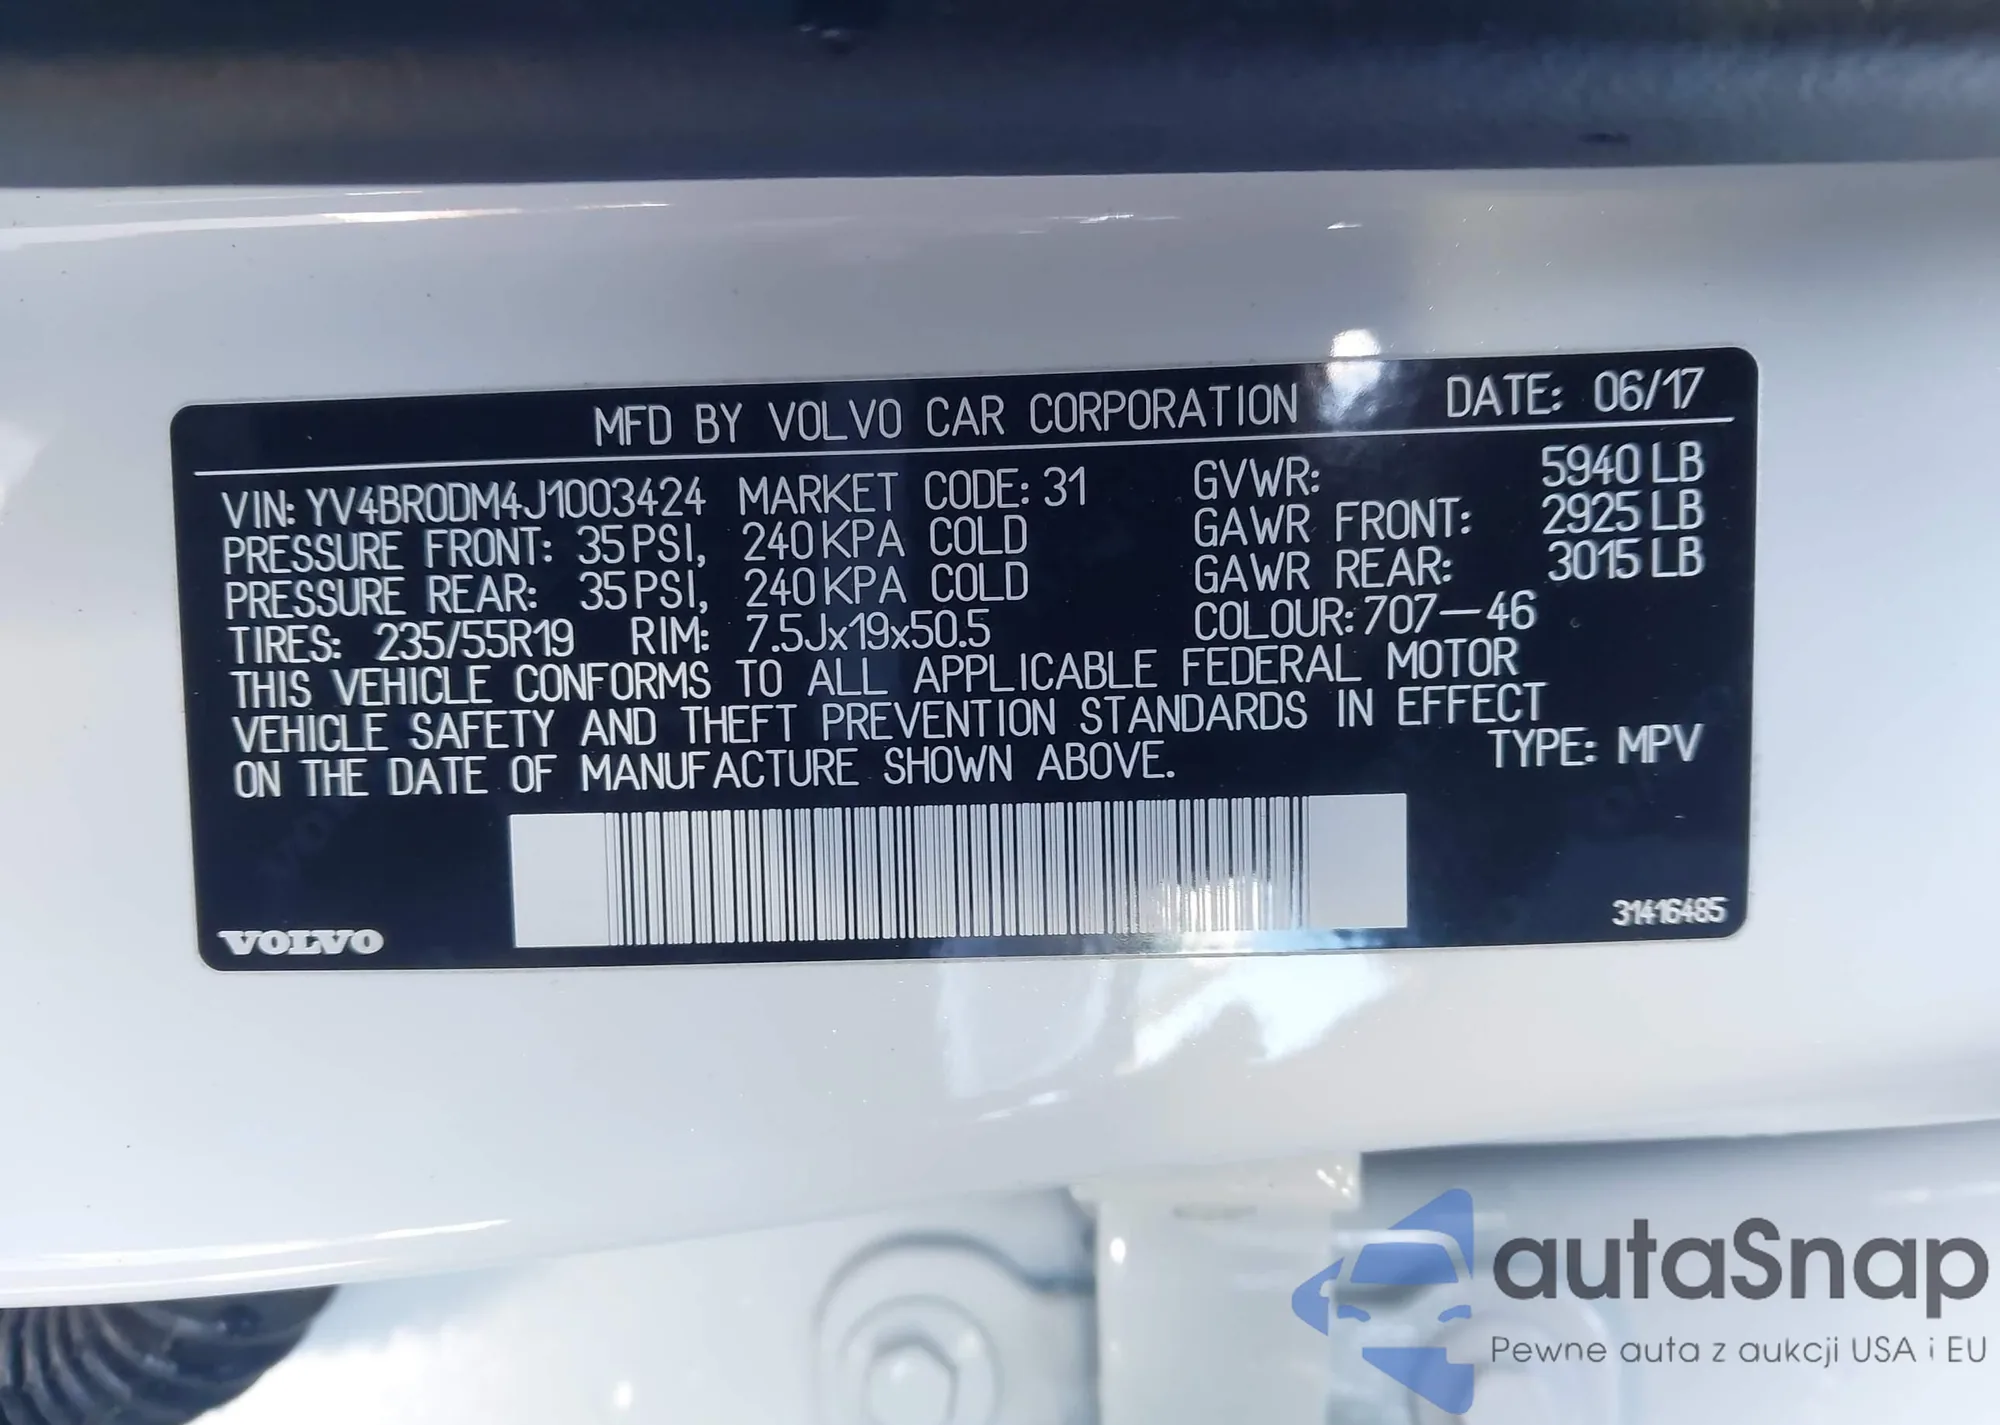 MFD BY VOLVO CAR CORPORATION DATE: 06/17
VIN: YV4BR0DM4J1003424 MARKET CODE: 31 GVWR: 5940 LB
PRESSURE FRONT: 35 PSI, 240 KPA COLD GAWR FRONT: 2925 LB
PRESSURE REAR: 35 PSI, 240 KPA COLD GAWR REAR: 3015 LB
TIRES: 235/55R19 RIM: 7.5Jx19x50.5 COLOUR: 707-46
THIS VEHICLE CONFORMS TO ALL APPLICABLE FEDERAL MOTOR
VEHICLE SAFETY AND THEFT PREVENTION STANDARDS IN EFFECT
ON THE DATE OF MANUFACTURE SHOWN ABOVE. TYPE: MPV
VOLVO 31416485
autaSnap
Pewne auta z aukcji USA i EU